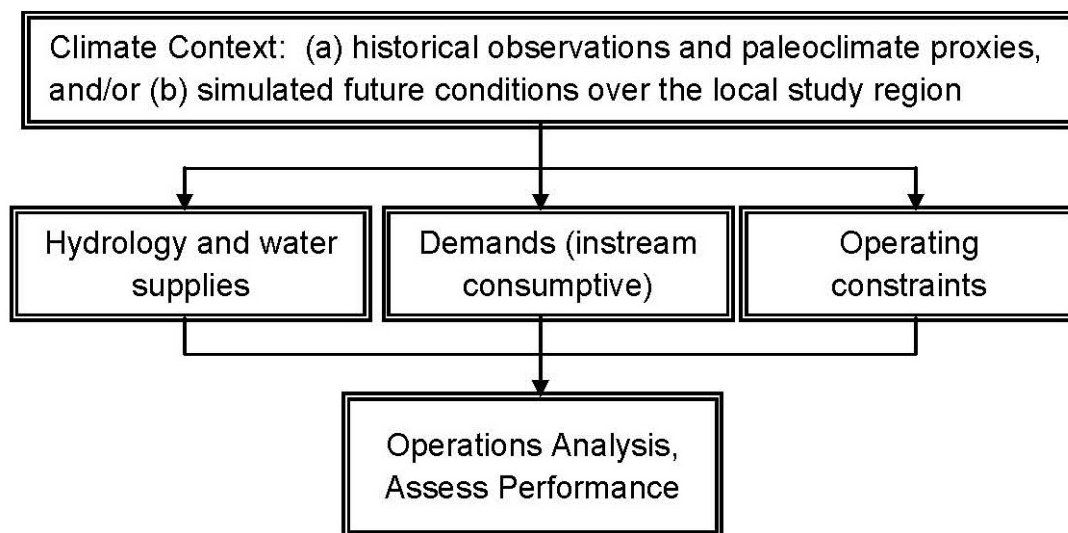 Climate Context: (a) historical observations and paleoclimate proxies,
and/or (b) simulated future conditions over the local study region
Hydrology and water
supplies
Demands (instream
consumptive)
Operating
constraints
Operations Analysis,
Assess Performance